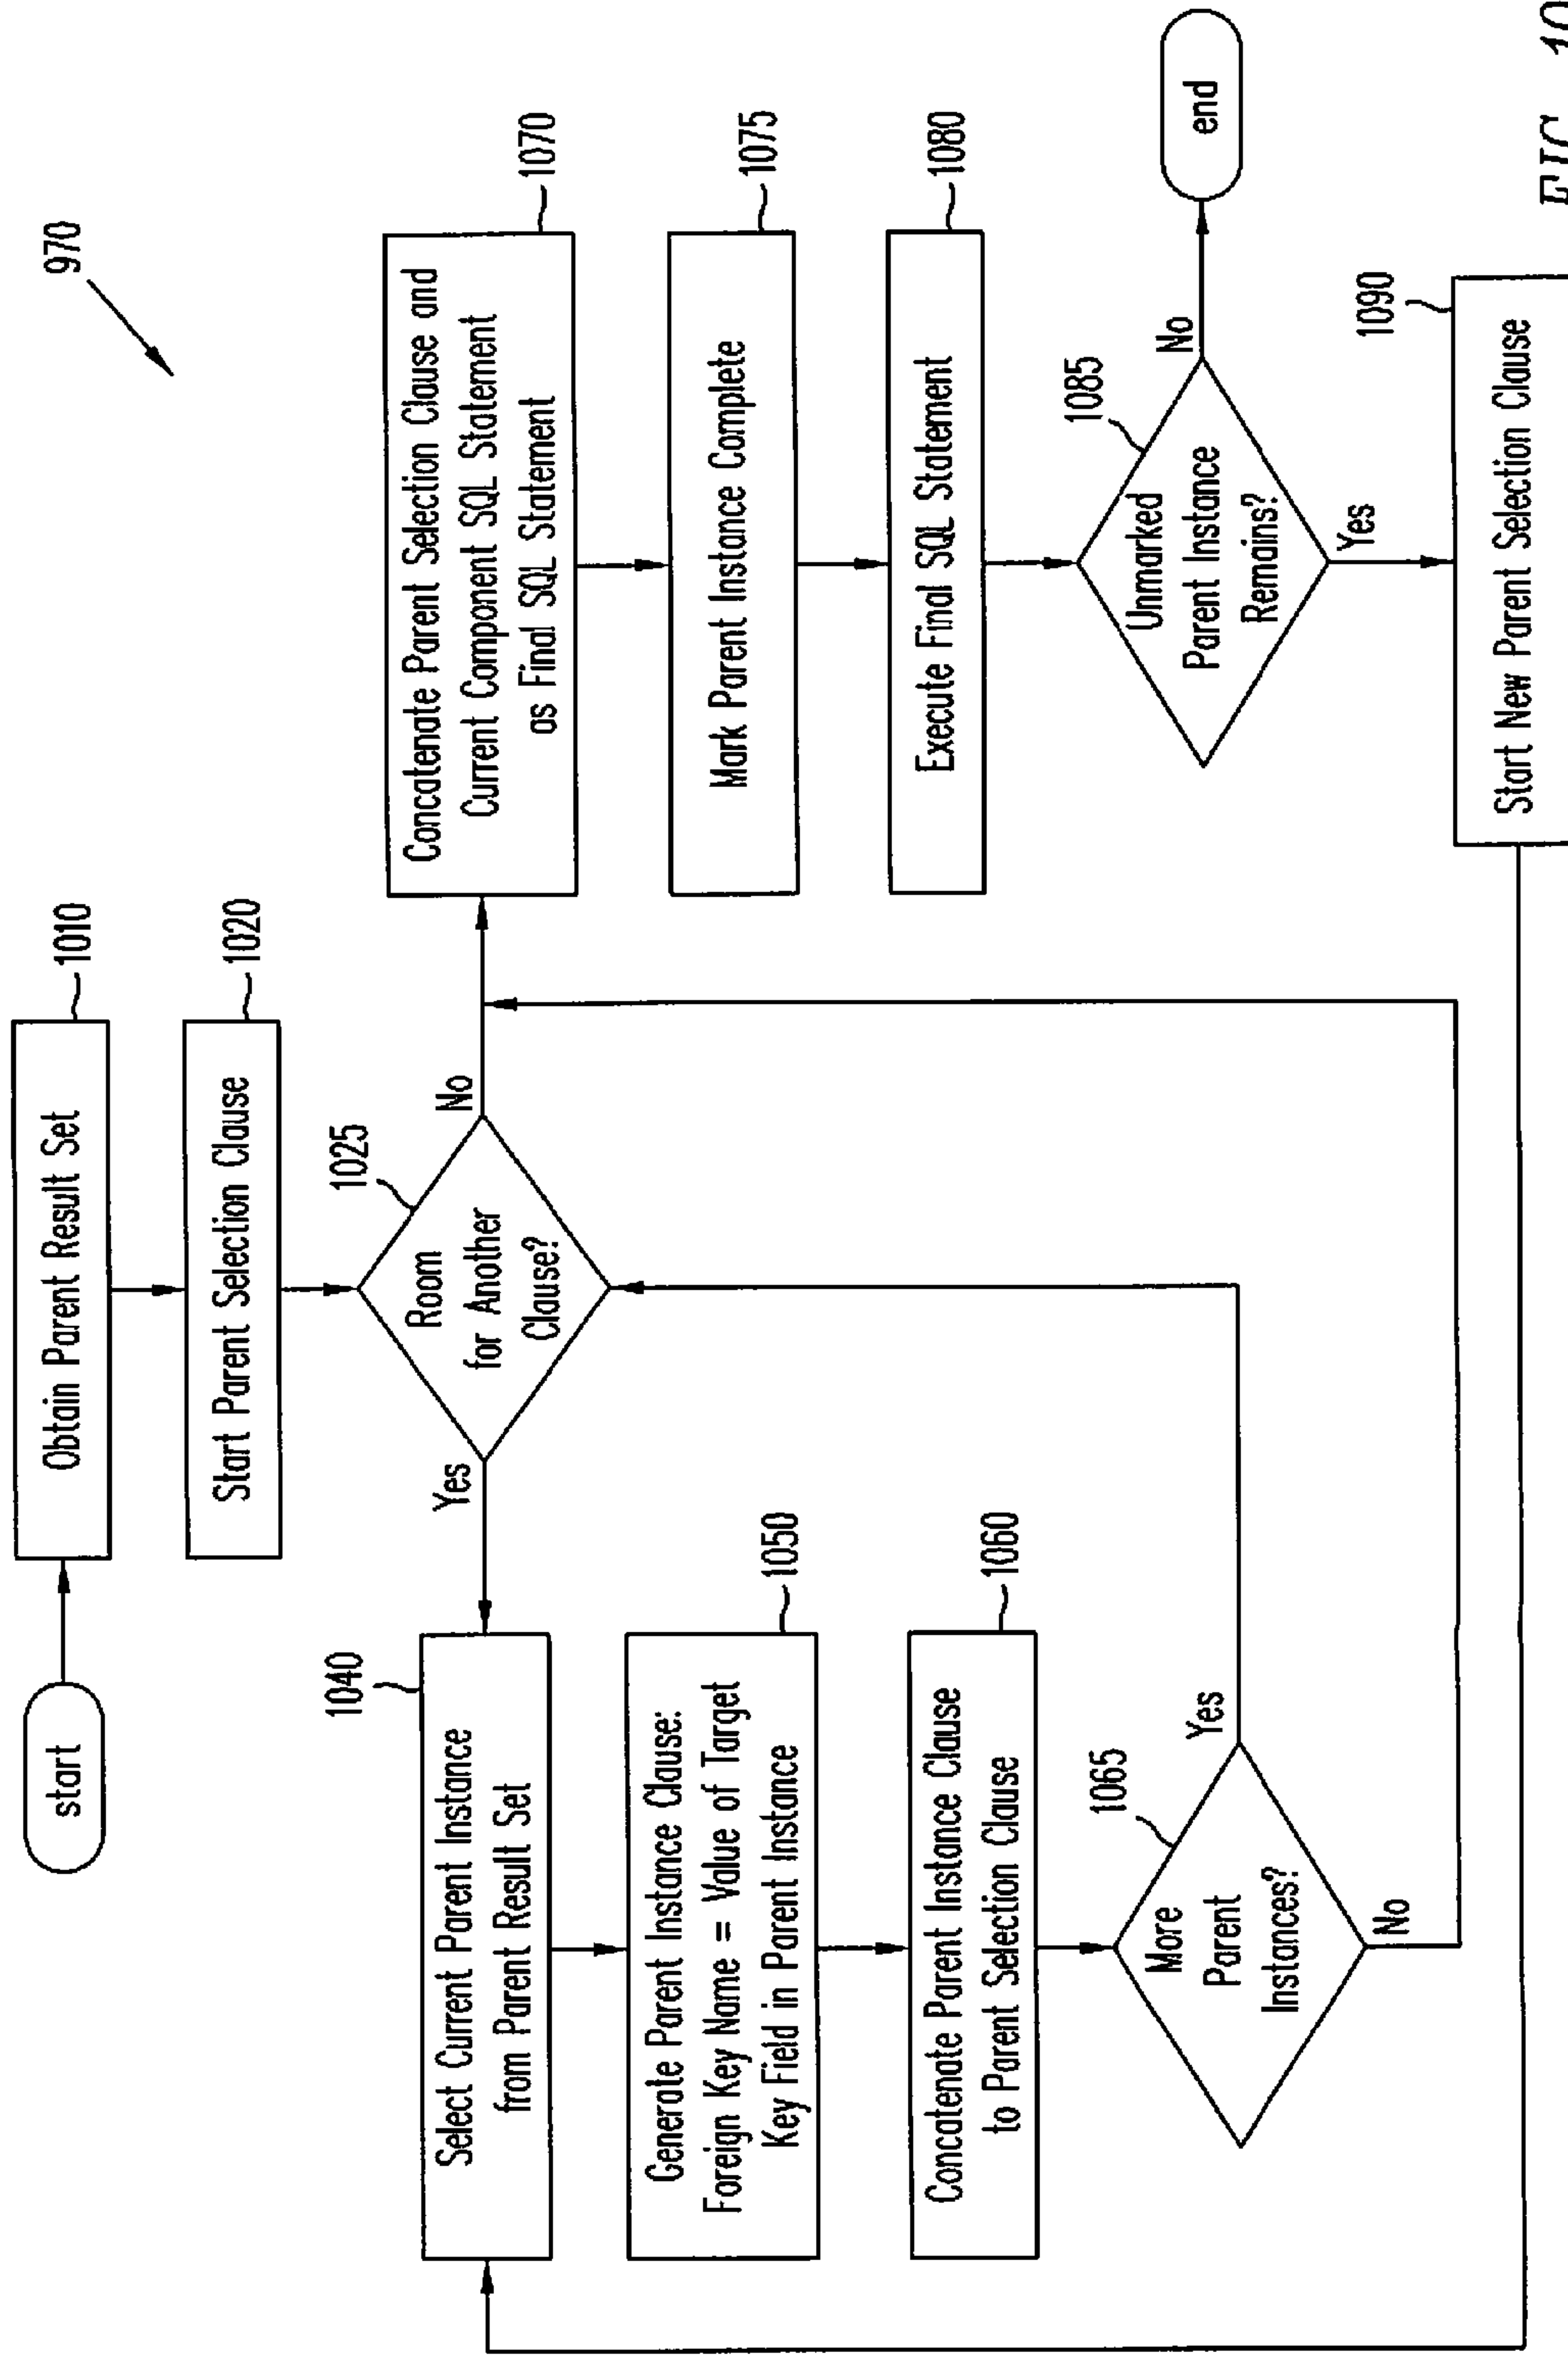 970
start
Obtain Parent Result Set
1010
Start Parent Selection Clause
1020
Room
for Another
Clause?
1025
Yes
No
1040
Select Current Parent Instance
from Parent Result Set
Generate Parent Instance Clause:
Foreign Key Name = Value of Target
Key Field in Parent Instance
1050
Concatenate Parent Instance Clause
to Parent Selection Clause
1060
More
Parent
Instances?
1065
Yes
No
Concatenate Parent Selection Clause and
Current Component SQL Statement
as Final SQL Statement
1070
Mark Parent Instance Complete
1075
Execute Final SQL Statement
1080
Unmarked
Parent Instance
Remains?
1085
No
end
Yes
Start New Parent Selection Clause
1090
FIG. 10